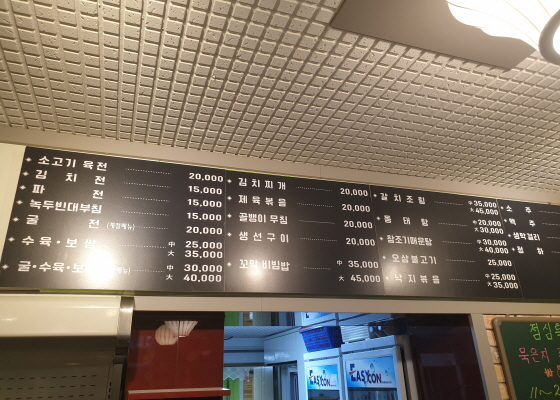 소고기 육전 20,000
김 치 전 15,000
파 전 15,000
녹두빈대부침 15,000
굴 전 20,000
수육·보쌈 中 25,000
大 35,000
굴·수육·보 中 30,000
大 40,000
김치찌개 20,000
제육볶음 20,000
골뱅이무침 20,000
생선구이 20,000
꼬막 비빔밥 中 35,000
大 45,000
갈치조림 中 35,000
大 45,000
동 태 탕 中 20,000
大 30,000
참조기매운탕 中 30,000
大 40,000
오삼불고기 25,000
낙지볶음 中 25,000
大 35,000
소 주
맥 주
생막걸리
청 하
EASYCON
EASYCON
점심
묵은지